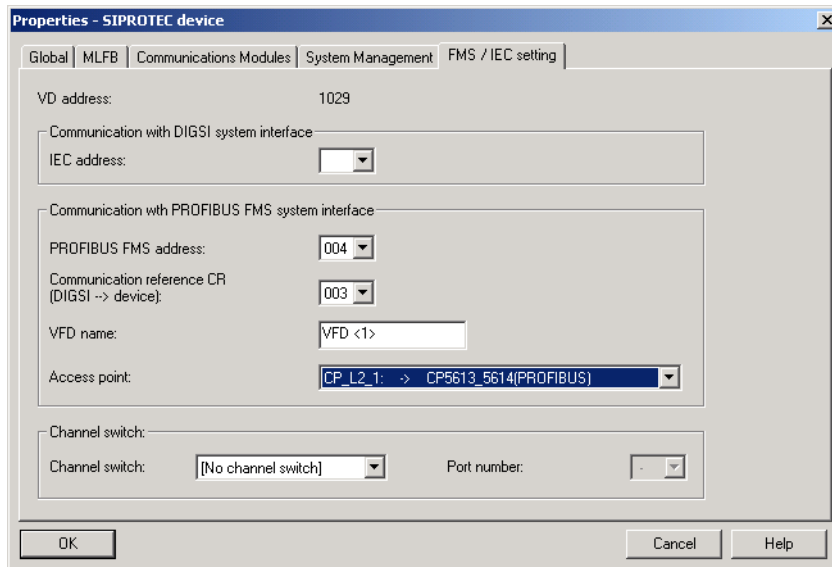 Properties - SIPROTEC device
Global MLFB Communications Modules System Management FMS / IEC setting
VD address: 1029
Communication with DIGSI system interface
IEC address:
Communication wth PROFIBUS FMS system interface
PROFIBUS FMS address: 004
Communication reference CR
(DIGSI --> device): 003
VFD name: VFD <1>
Access point: CP_L2_1: -> CP5613_5614(PROFIBUS)
Channel switch:
Channel switch: [No channel switch] Port number: -
OK Cancel Help